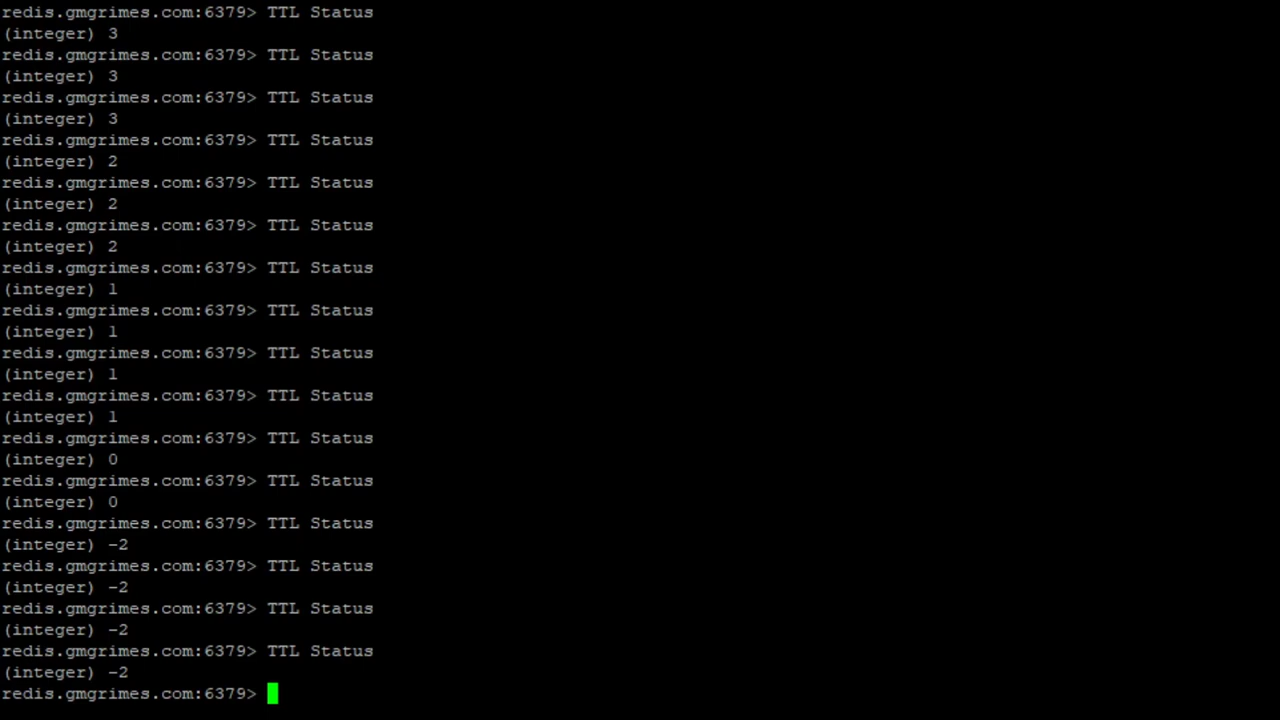 redis.gmgrimes.com:6379> TTL Status
(integer) 3
redis.gmgrimes.com:6379> TTL Status
(integer) 3
redis.gmgrimes.com:6379> TTL Status
(integer) 3
redis.gmgrimes.com:6379> TTL Status
(integer) 2
redis.gmgrimes.com:6379> TTL Status
(integer) 2
redis.gmgrimes.com:6379> TTL Status
(integer) 2
redis.gmgrimes.com:6379> TTL Status
(integer) 1
redis.gmgrimes.com:6379> TTL Status
(integer) 1
redis.gmgrimes.com:6379> TTL Status
(integer) 1
redis.gmgrimes.com:6379> TTL Status
(integer) 1
redis.gmgrimes.com:6379> TTL Status
(integer) 0
redis.gmgrimes.com:6379> TTL Status
(integer) 0
redis.gmgrimes.com:6379> TTL Status
(integer) -2
redis.gmgrimes.com:6379> TTL Status
(integer) -2
redis.gmgrimes.com:6379> TTL Status
(integer) -2
redis.gmgrimes.com:6379> TTL Status
(integer) -2
redis.gmgrimes.com:6379>